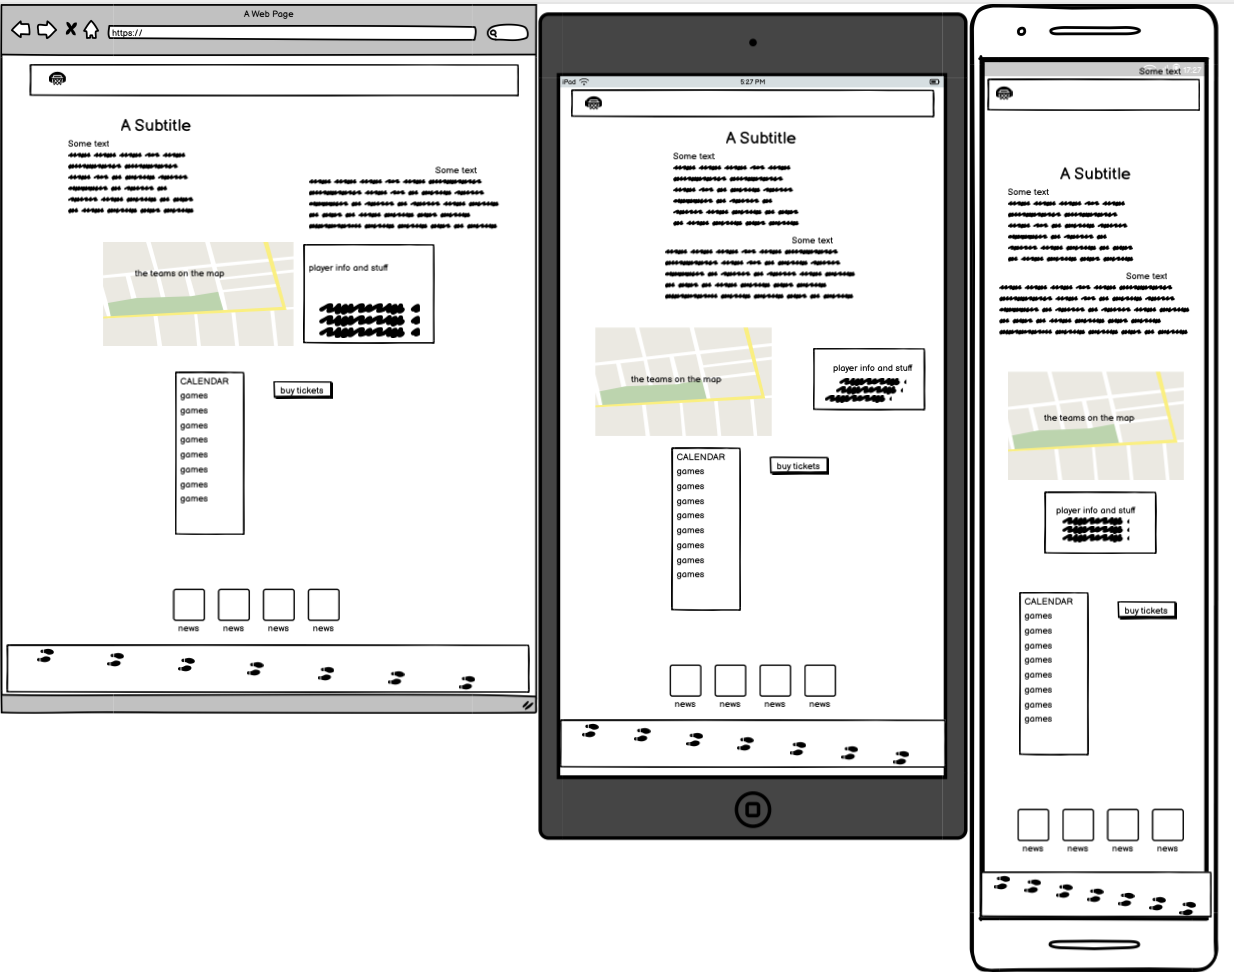 A Web Page
https://
A Subtitle
Some text
Some text
the teams on the map
player info and stuff
CALENDAR
games
games
games
games
games
games
games
games
buy tickets
news
news
news
news
iPad
5:27 PM
A Subtitle
Some text
Some text
the teams on the map
player info and stuff
CALENDAR
games
games
games
games
games
games
games
games
buy tickets
news
news
news
news
Some text
17:27
A Subtitle
Some text
Some text
the teams on the map
player info and stuff
CALENDAR
games
games
games
games
games
games
games
games
buy tickets
news
news
news
news